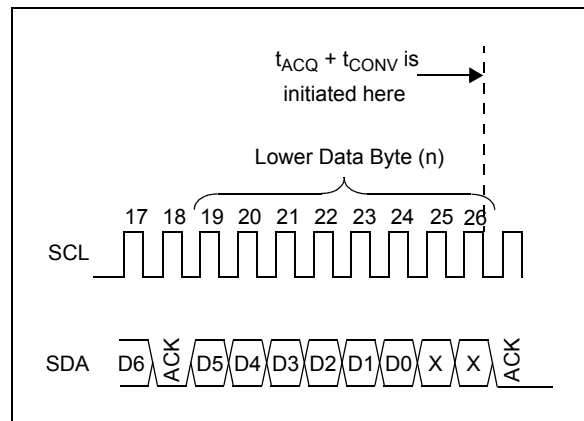 tACQ + tCONV is
initiated here
Lower Data Byte (n)
17 18 19 20 21 22 23 24 25 26
SCL
SDA D6 ACK D5 D4 D3 D2 D1 D0 X X ACK